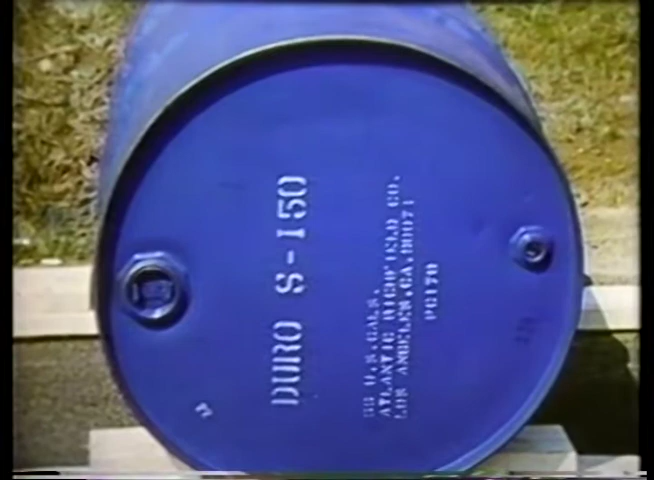 DURO S-150
55 U.S. GALS.
ATLANTIC RICHFIELD CO.
LOS ANGELES, CA. 90071
PC170